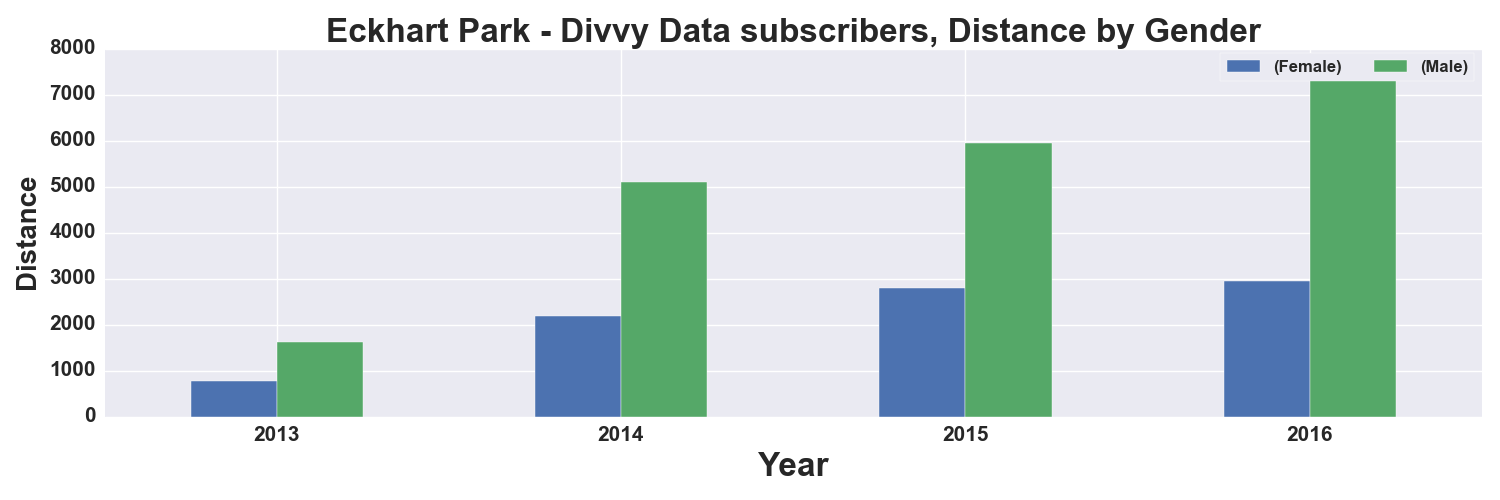 Eckhart Park - Divvy Data subscribers, Distance by Gender
8000
7000
6000
5000
4000
3000
2000
1000
0
Distance
(Female) (Male)
2013 2014 2015 2016
Year